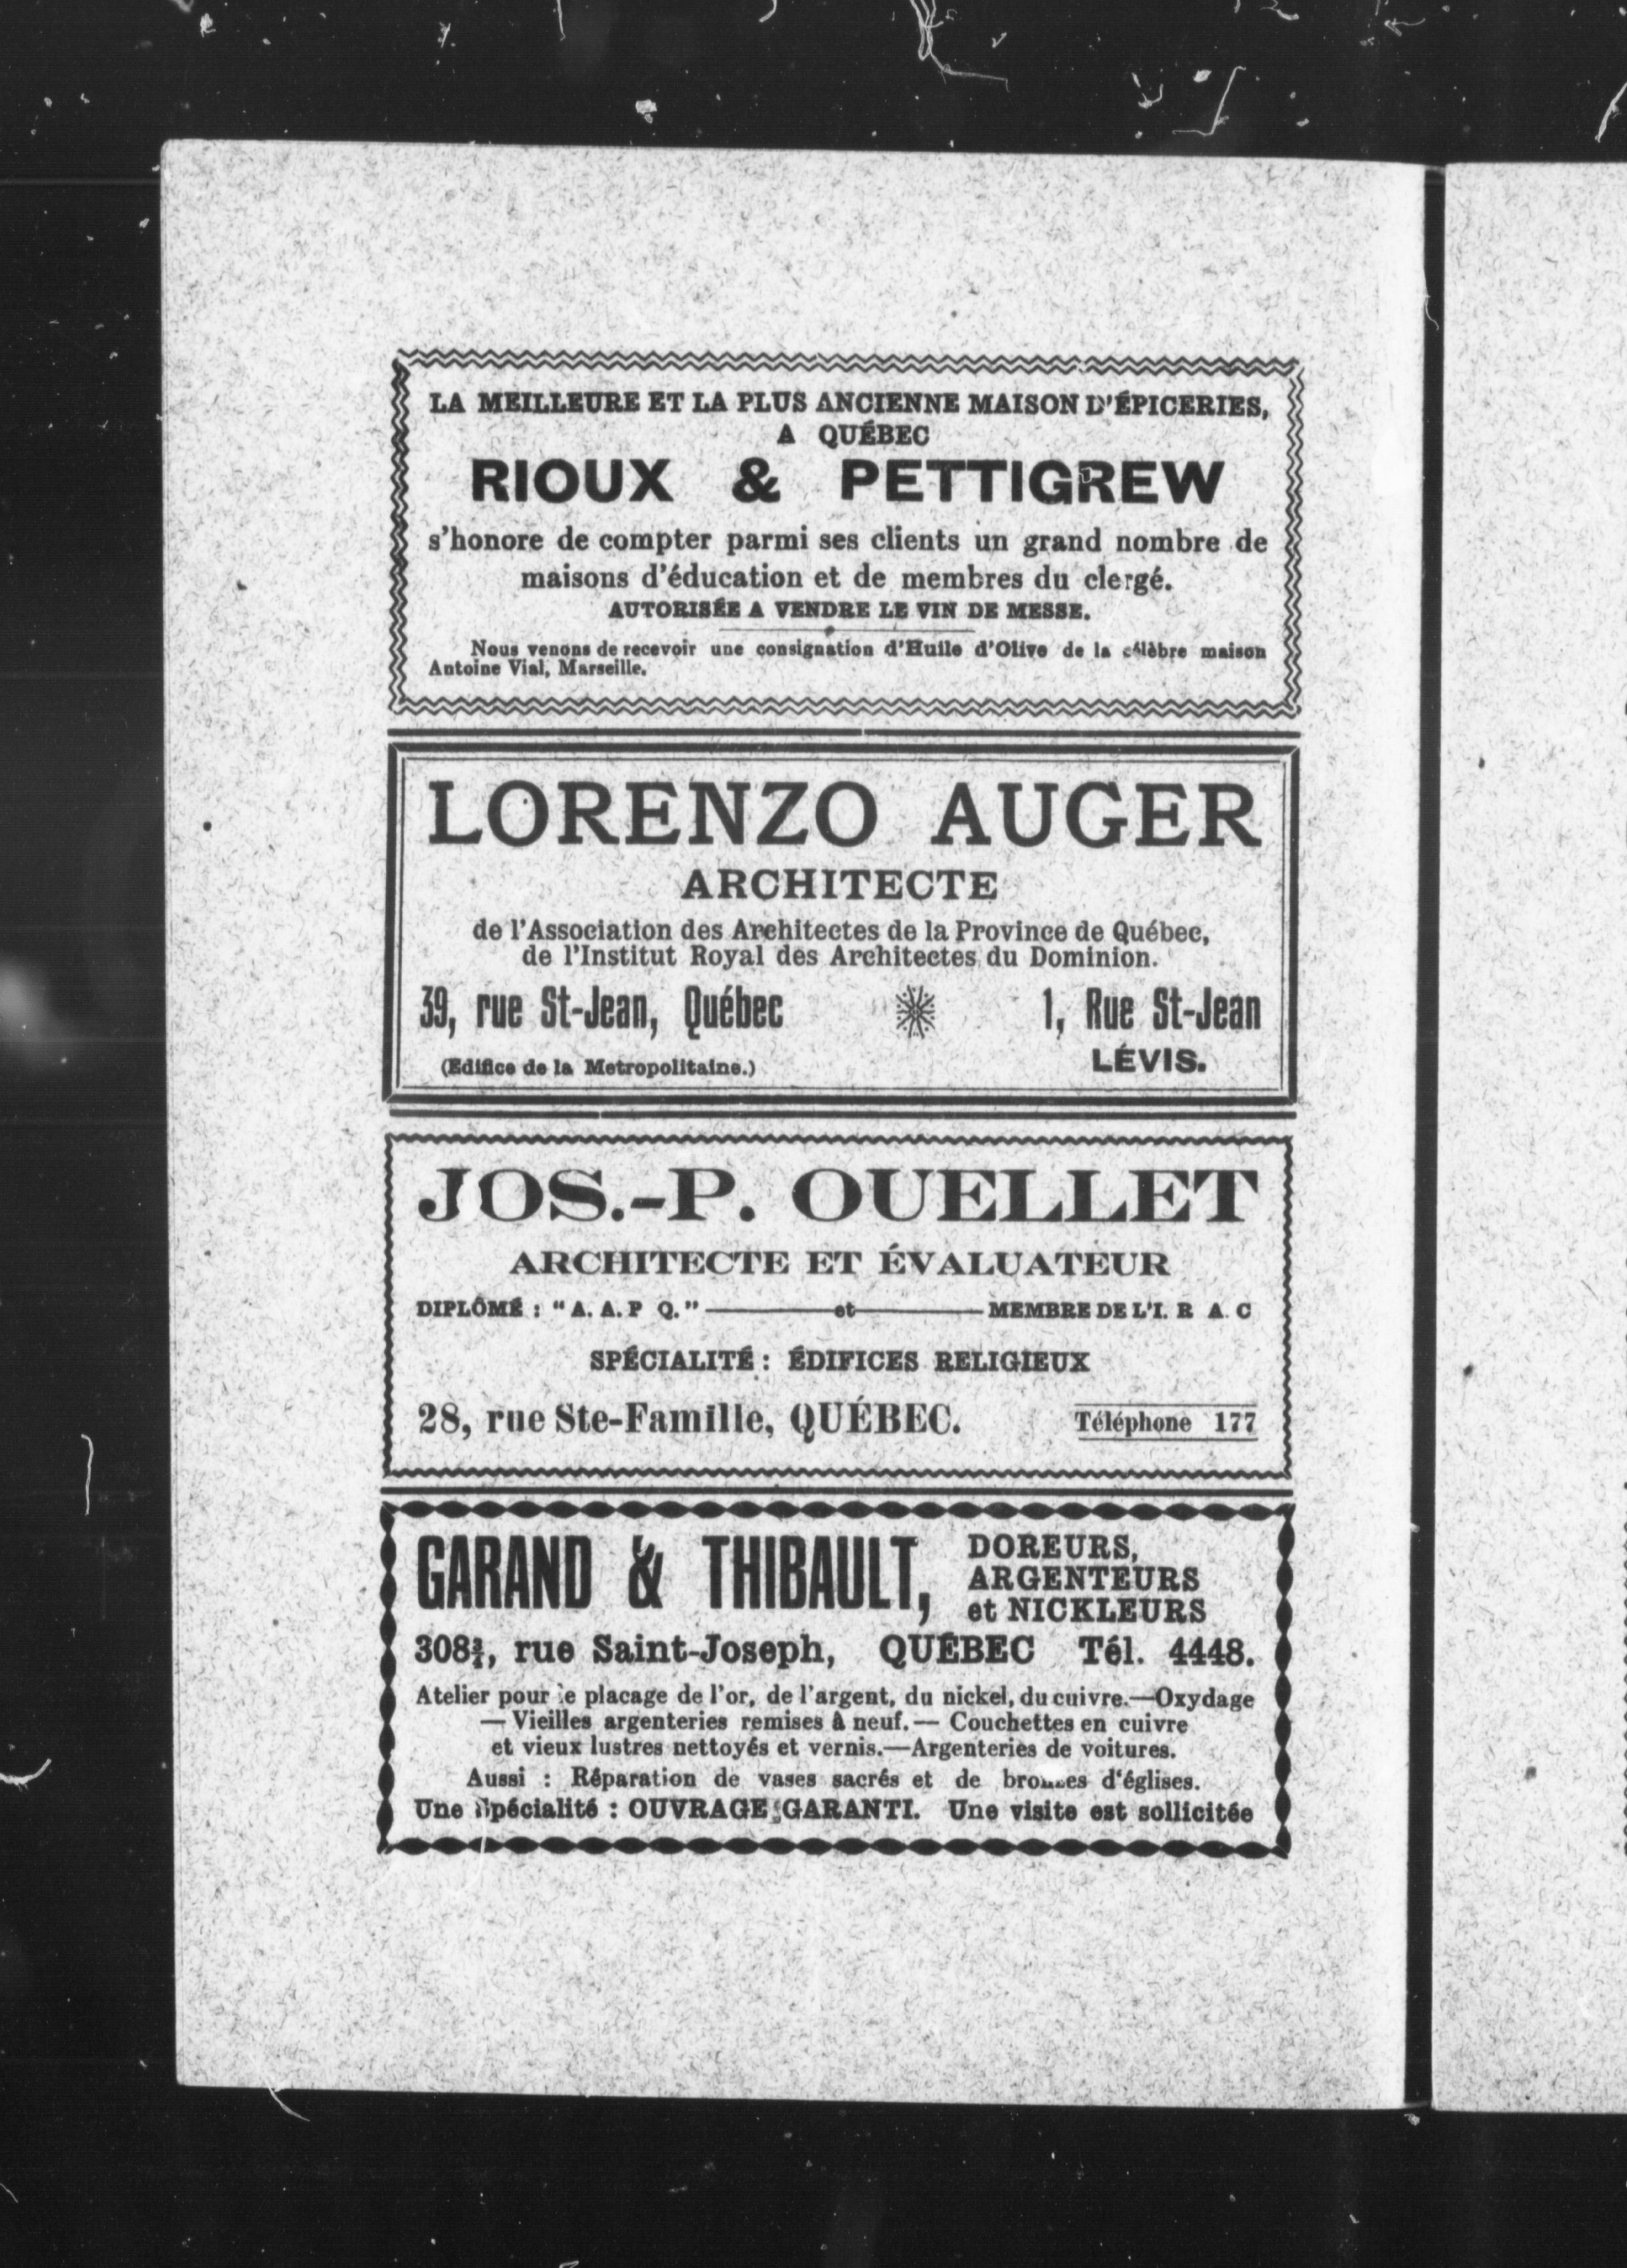 LA MEILLEURE ET LA PLUS ANCIENNE MAISON D'ÉPICERIES,
A QUÉBEC
RIOUX & PETTIGREW
s'honore de compter parmi ses clients un grand nombre de
maisons d'éducation et de membres du clergé.
AUTORISÉE A VENDRE LE VIN DE MESSE.
Nous venons de recevoir une consignation d'Huile d'Olive de la célèbre maison
Antoine Vial, Marseille.
LORENZO AUGER
ARCHITECTE
de l'Association des Architectes de la Province de Québec,
de l'Institut Royal des Architectes du Dominion.
39, rue St-Jean, Québec 1, Rue St-Jean
(Edifice de la Metropolitaine.) LÉVIS.
JOS.-P. OUELLET
ARCHITECTE ET ÉVALUATEUR
DIPLÔMÉ : "A. A. P Q." — et — MEMBRE DE L'I. R A. C
SPÉCIALITÉ : ÉDIFICES RELIGIEUX
28, rue Ste-Famille, QUÉBEC. Téléphone 177
GARAND & THIBAULT, DOREURS,
ARGENTEURS
et NICKLEURS
308¾, rue Saint-Joseph, QUÉBEC Tél. 4448.
Atelier pour le placage de l'or, de l'argent, du nickel, du cuivre.—Oxydage
— Vieilles argenteries remises à neuf. — Couchettes en cuivre
et vieux lustres nettoyés et vernis.—Argenteries de voitures.
Aussi : Réparation de vases sacrés et de bronzes d'églises.
Une Spécialité : OUVRAGE GARANTI. Une visite est sollicitée